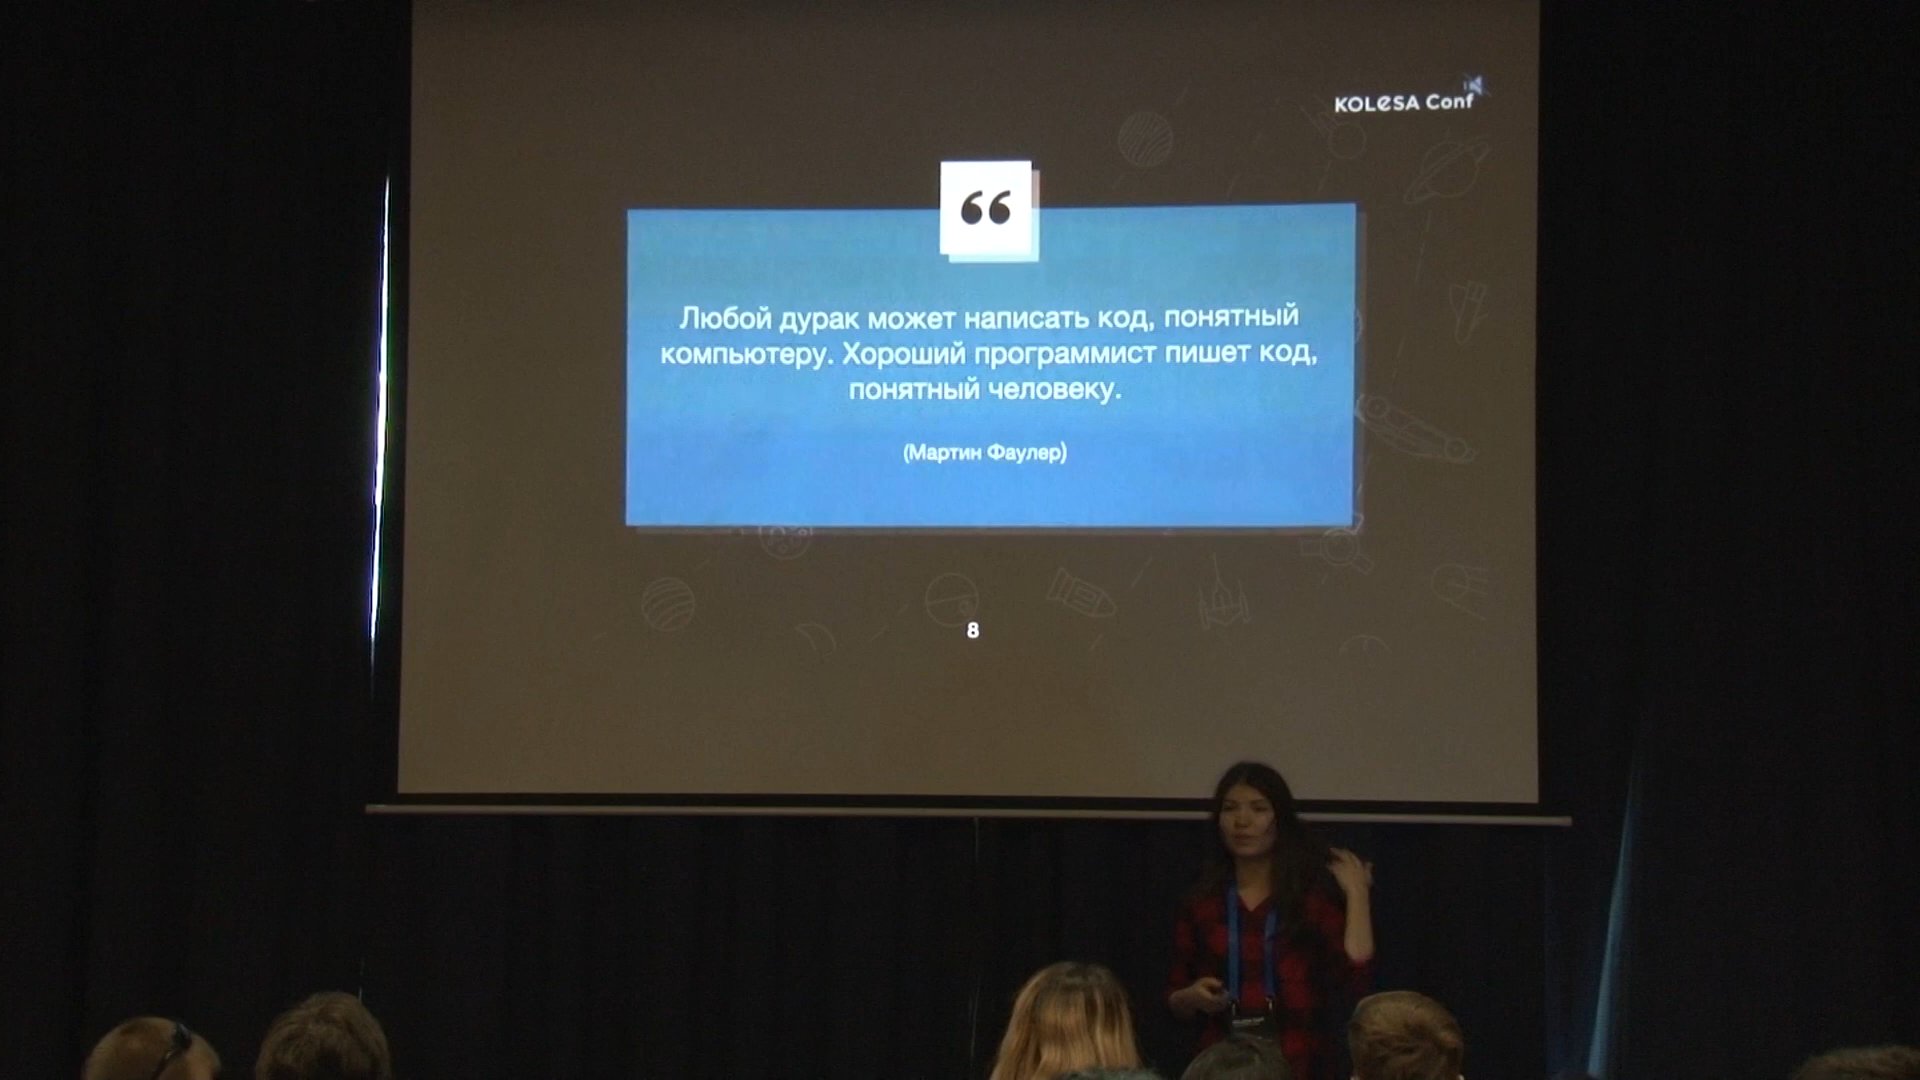 KOLESA Conf
“
Любой дурак может написать код, понятный
компьютеру. Хороший программист пишет код,
понятный человеку.
(Мартин Фаулер)
8